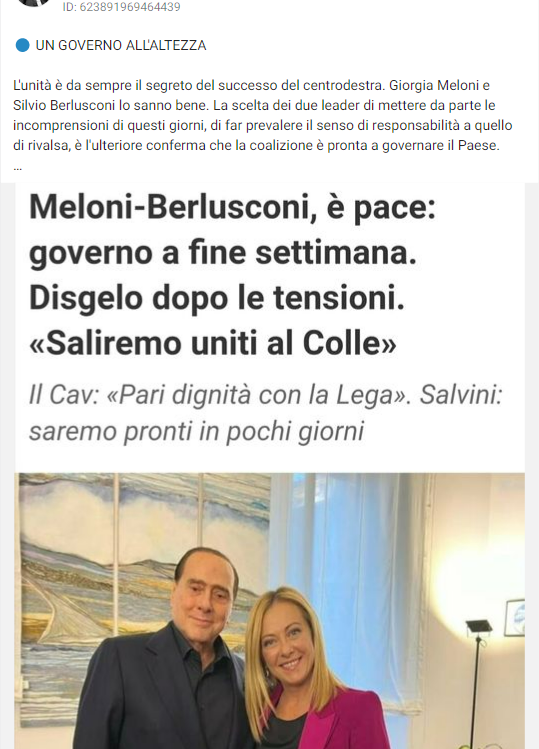 ID: 623891969464439
UN GOVERNO ALL'ALTEZZA
L'unità è da sempre il segreto del successo del centrodestra. Giorgia Meloni e
Silvio Berlusconi lo sanno bene. La scelta dei due leader di mettere da parte le
incomprensioni di questi giorni, di far prevalere il senso di responsabilità a quello
di rivalsa, è l'ulteriore conferma che la coalizione è pronta a governare il Paese.
...
Meloni-Berlusconi, è pace:
governo a fine settimana.
Disgelo dopo le tensioni.
«Saliremo uniti al Colle»
Il Cav: «Pari dignità con la Lega». Salvini:
saremo pronti in pochi giorni